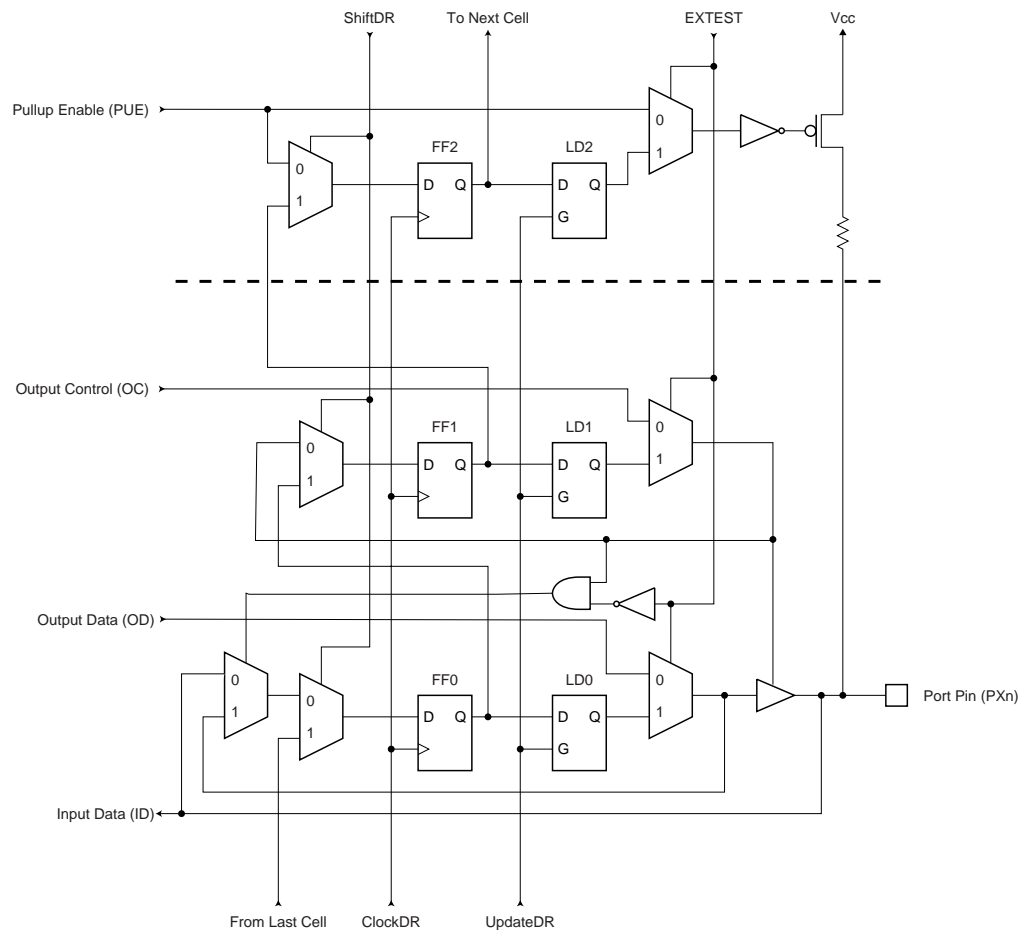 ShiftDR
To Next Cell
EXTEST
Vcc
Pullup Enable (PUE)
0
1
FF2
D Q
LD2
D Q
G
0
1
Output Control (OC)
0
1
FF1
D Q
LD1
D Q
G
0
1
Output Data (OD)
0
1
0
1
FF0
D Q
LD0
D Q
G
0
1
Port Pin (PXn)
Input Data (ID)
From Last Cell
ClockDR
UpdateDR